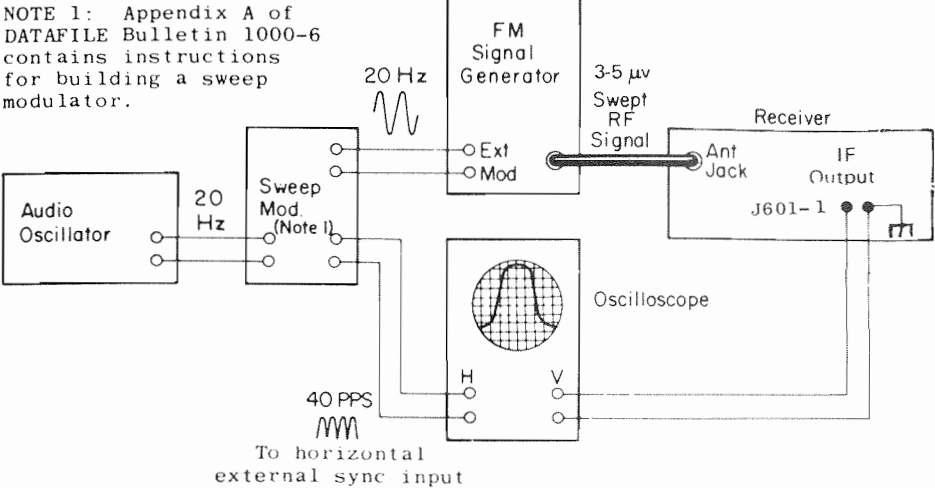 NOTE 1: Appendix A of
DATAFILE Bulletin 1000-6
contains instructions
for building a sweep
modulator.
FM
Signal
Generator
20 Hz
3-5 μv
Swept
RF
Signal
Receiver
Ext
Mod
Ant
Jack
IF
Output
J601-1
Audio
Oscillator
20
Hz
Sweep
Mod.
(Note 1)
Oscilloscope
H
V
40 PPS
To horizontal
external sync input